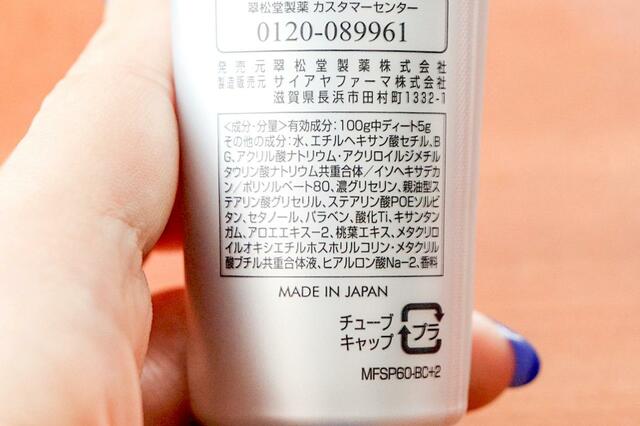 翠松堂製薬 カスタマーセンター
0120-089961
発売元 翠松堂製薬株式会社
製造販売元 サイアヤファーマ株式会社
滋賀県長浜市田村町1332-1
<成分・分量>有効成分：100g中ディート5g
その他の成分：水、エチルヘキサン酸セチル、B
G、アクリル酸ナトリウム・アクリロイルジメチル
タウリン酸ナトリウム共重合体/イソヘキサデカ
ン/ポリソルベート80、濃グリセリン、親油型ス
テアリン酸グリセリル、ステアリン酸POEソルビ
タン、セタノール、パラベン、酸化Ti、キサンタン
ガム、アロエエキス-2、桃葉エキス、メタクリロ
イルオキシエチルホスホリルコリン・メタクリル
酸ブチル共重合体液、ヒアルロン酸Na-2、香料
MADE IN JAPAN
チューブ
キャップ
プラ
MFSP60-BC+2